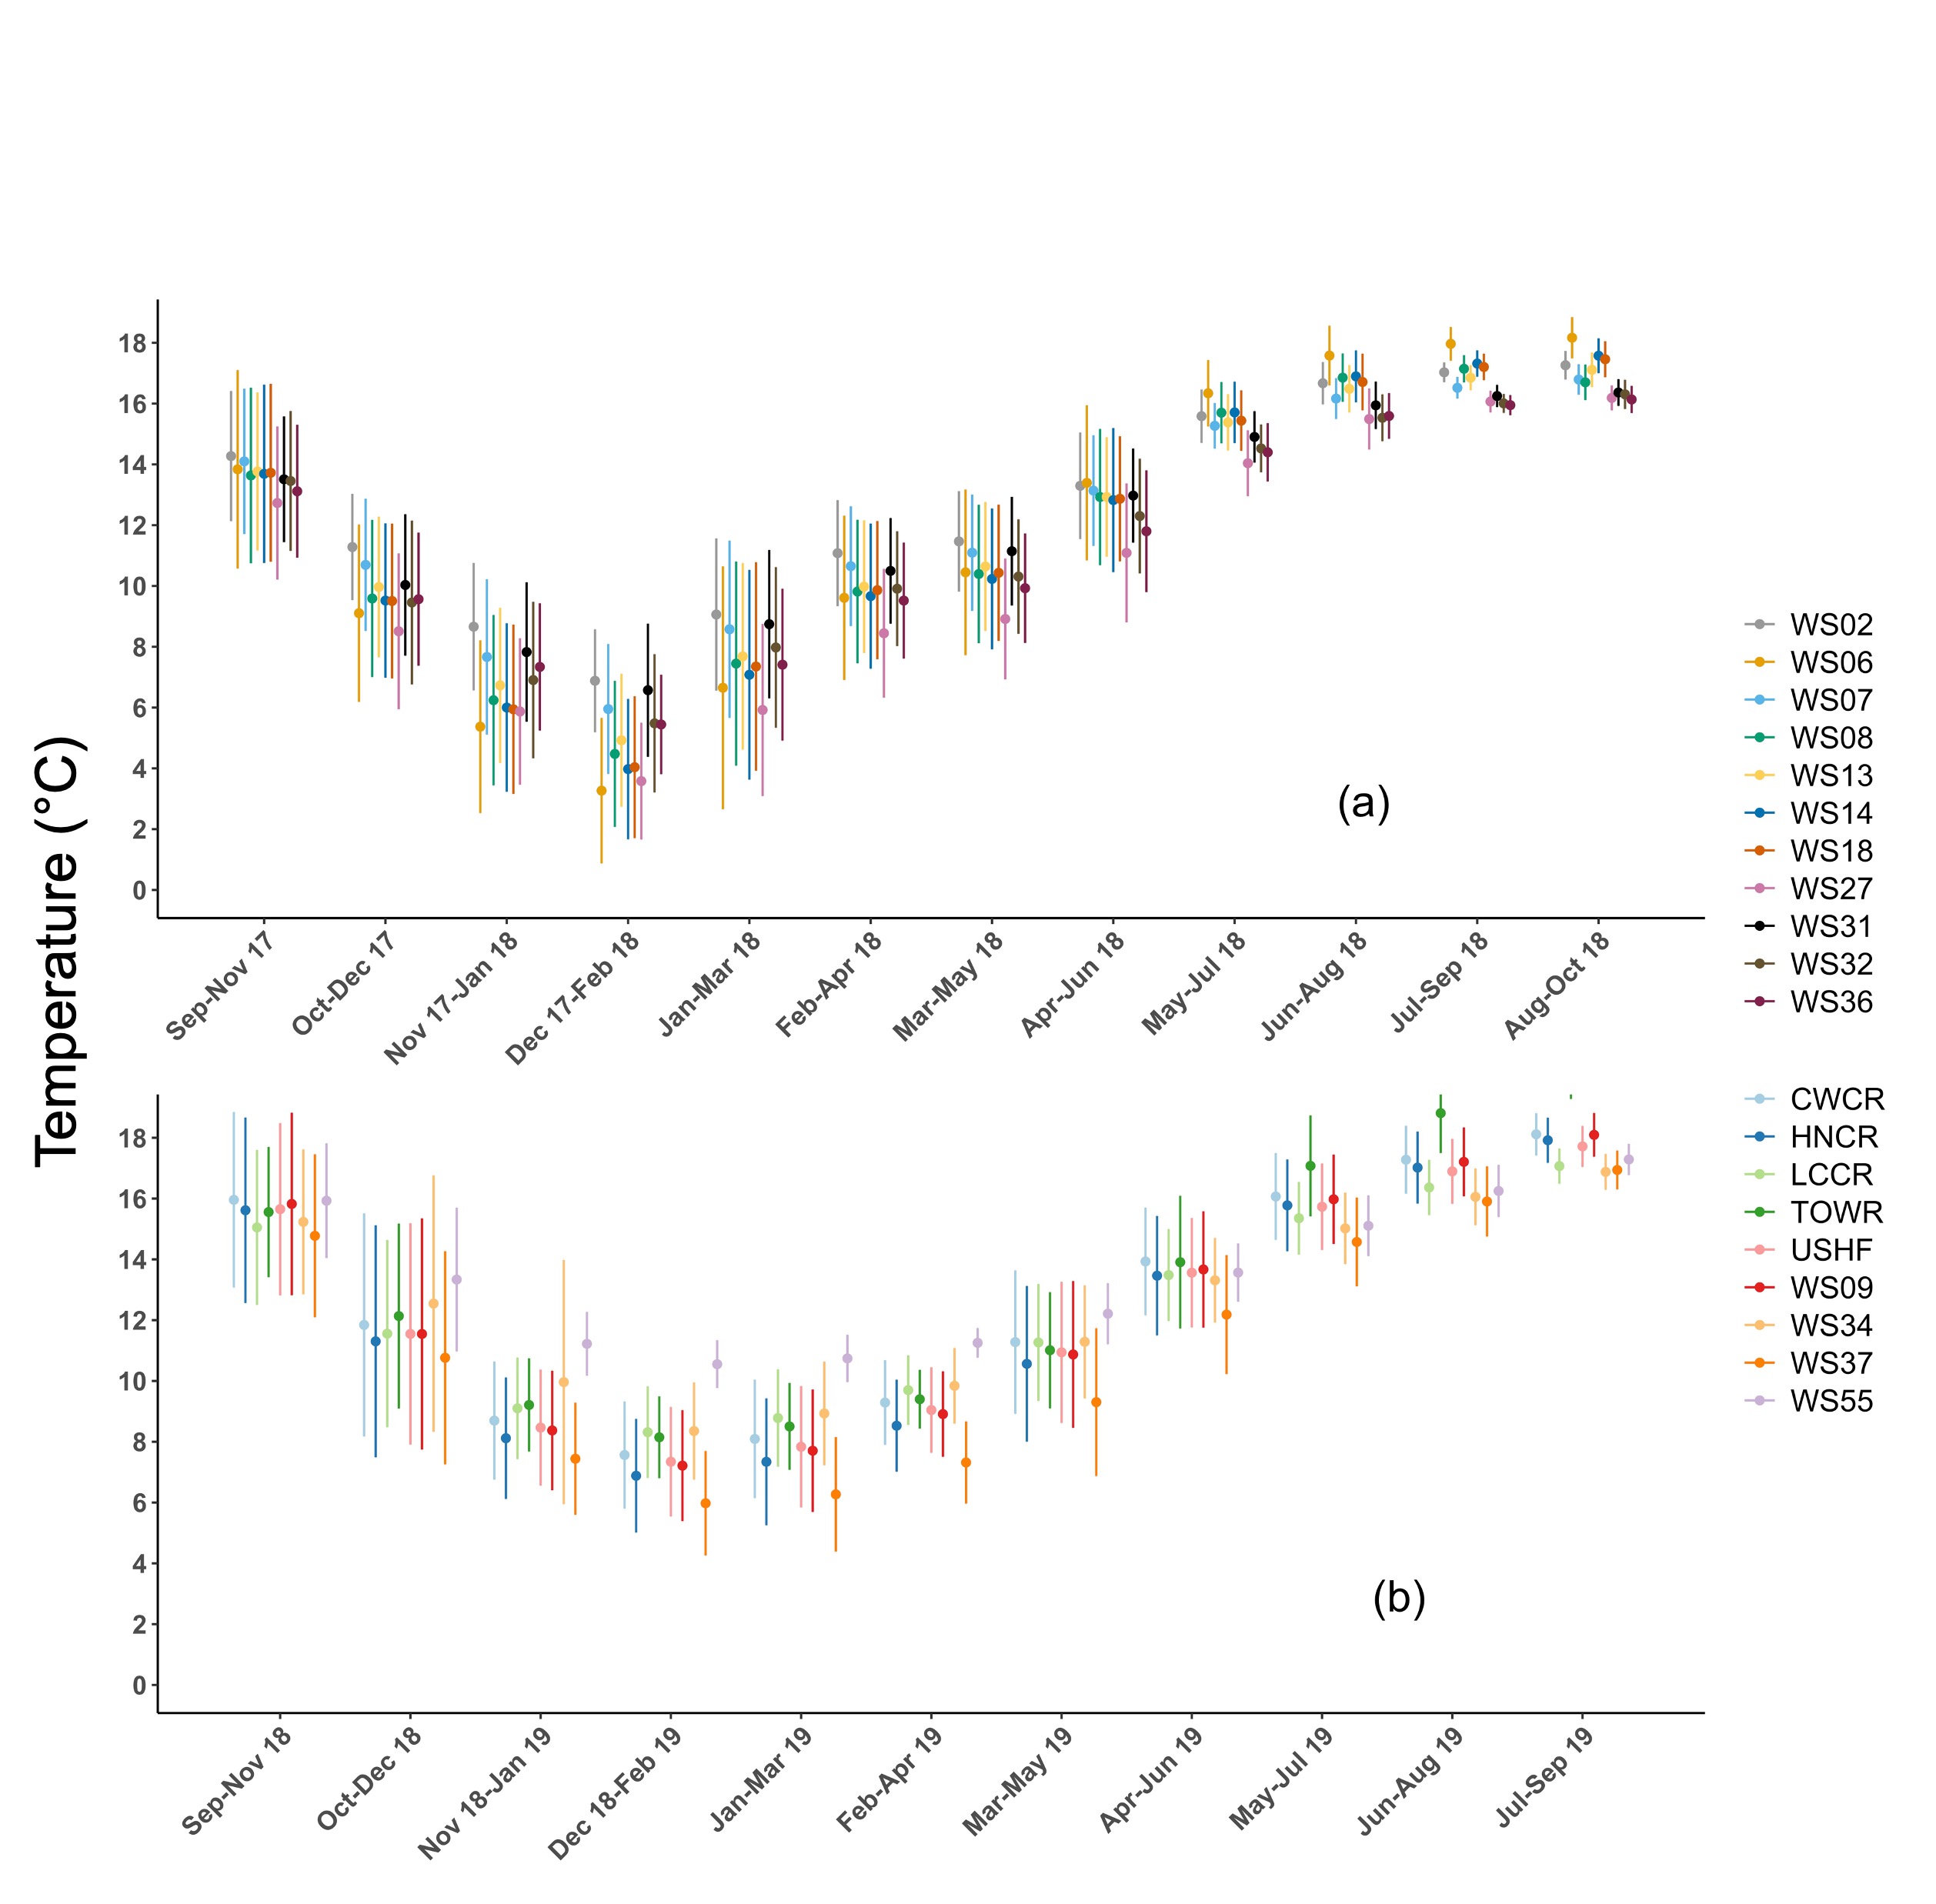 Temperature (°C)
18
16
14
12
10
8
6
4
2
0
(a)
Sep-Nov 17
Oct-Dec 17
Nov 17-Jan 18
Dec 17-Feb 18
Jan-Mar 18
Feb-Apr 18
Mar-May 18
Apr-Jun 18
May-Jul 18
Jun-Aug 18
Jul-Sep 18
Aug-Oct 18
WS02
WS06
WS07
WS08
WS13
WS14
WS18
WS27
WS31
WS32
WS36
18
16
14
12
10
8
6
4
2
0
(b)
Sep-Nov 18
Oct-Dec 18
Nov 18-Jan 19
Dec 18-Feb 19
Jan-Mar 19
Feb-Apr 19
Mar-May 19
Apr-Jun 19
May-Jul 19
Jun-Aug 19
Jul-Sep 19
CWCR
HNCR
LCCR
TOWR
USHF
WS09
WS34
WS37
WS55